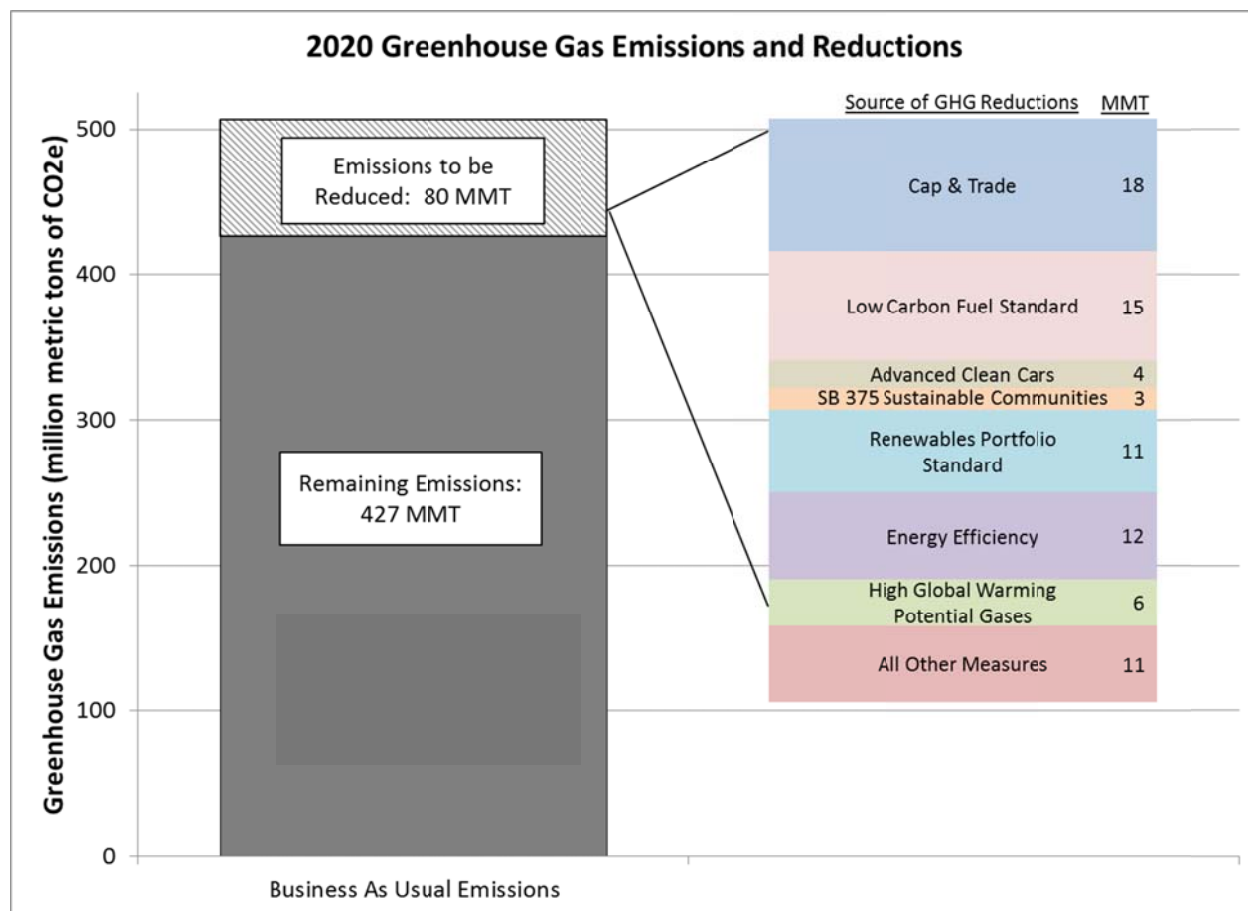 2020 Greenhouse Gas Emissions and Reductions
Greenhouse Gas Emissions (million metric tons of CO2e)
500
400
300
200
100
0
Emissions to be
Reduced: 80 MMT
Remaining Emissions:
427 MMT
Business As Usual Emissions
Source of GHG Reductions MMT
Cap & Trade 18
Low Carbon Fuel Standard 15
Advanced Clean Cars 4
SB 375 Sustainable Communities 3
Renewables Portfolio
Standard 11
Energy Efficiency 12
High Global Warming
Potential Gases 6
All Other Measures 11